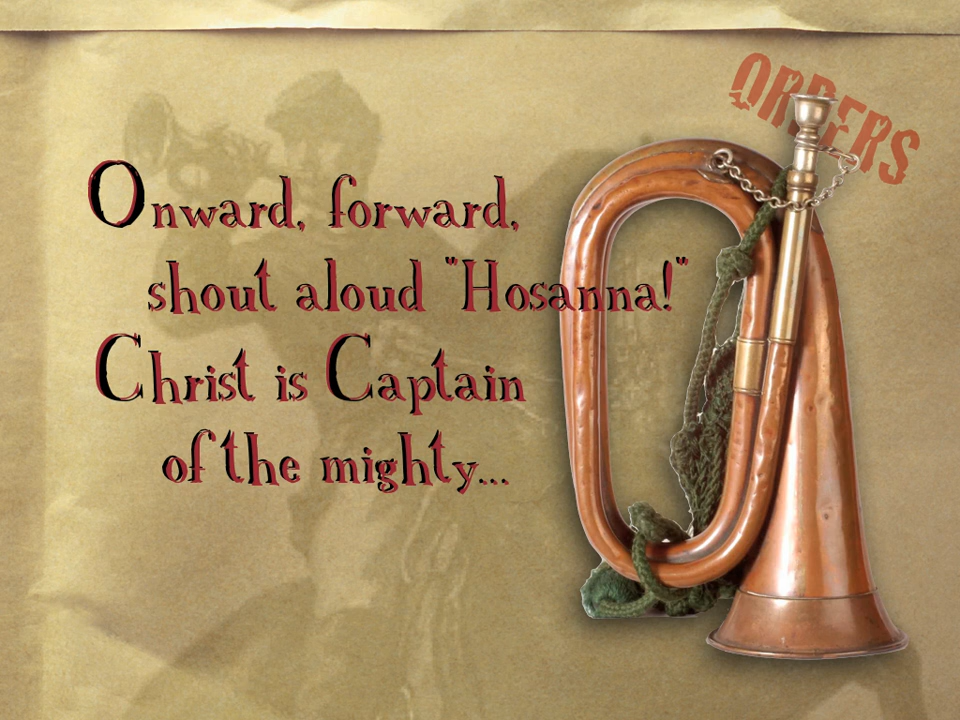 ORDERS
Onward, forward,
shout aloud "Hosanna!"
Christ is Captain
of the mighty...